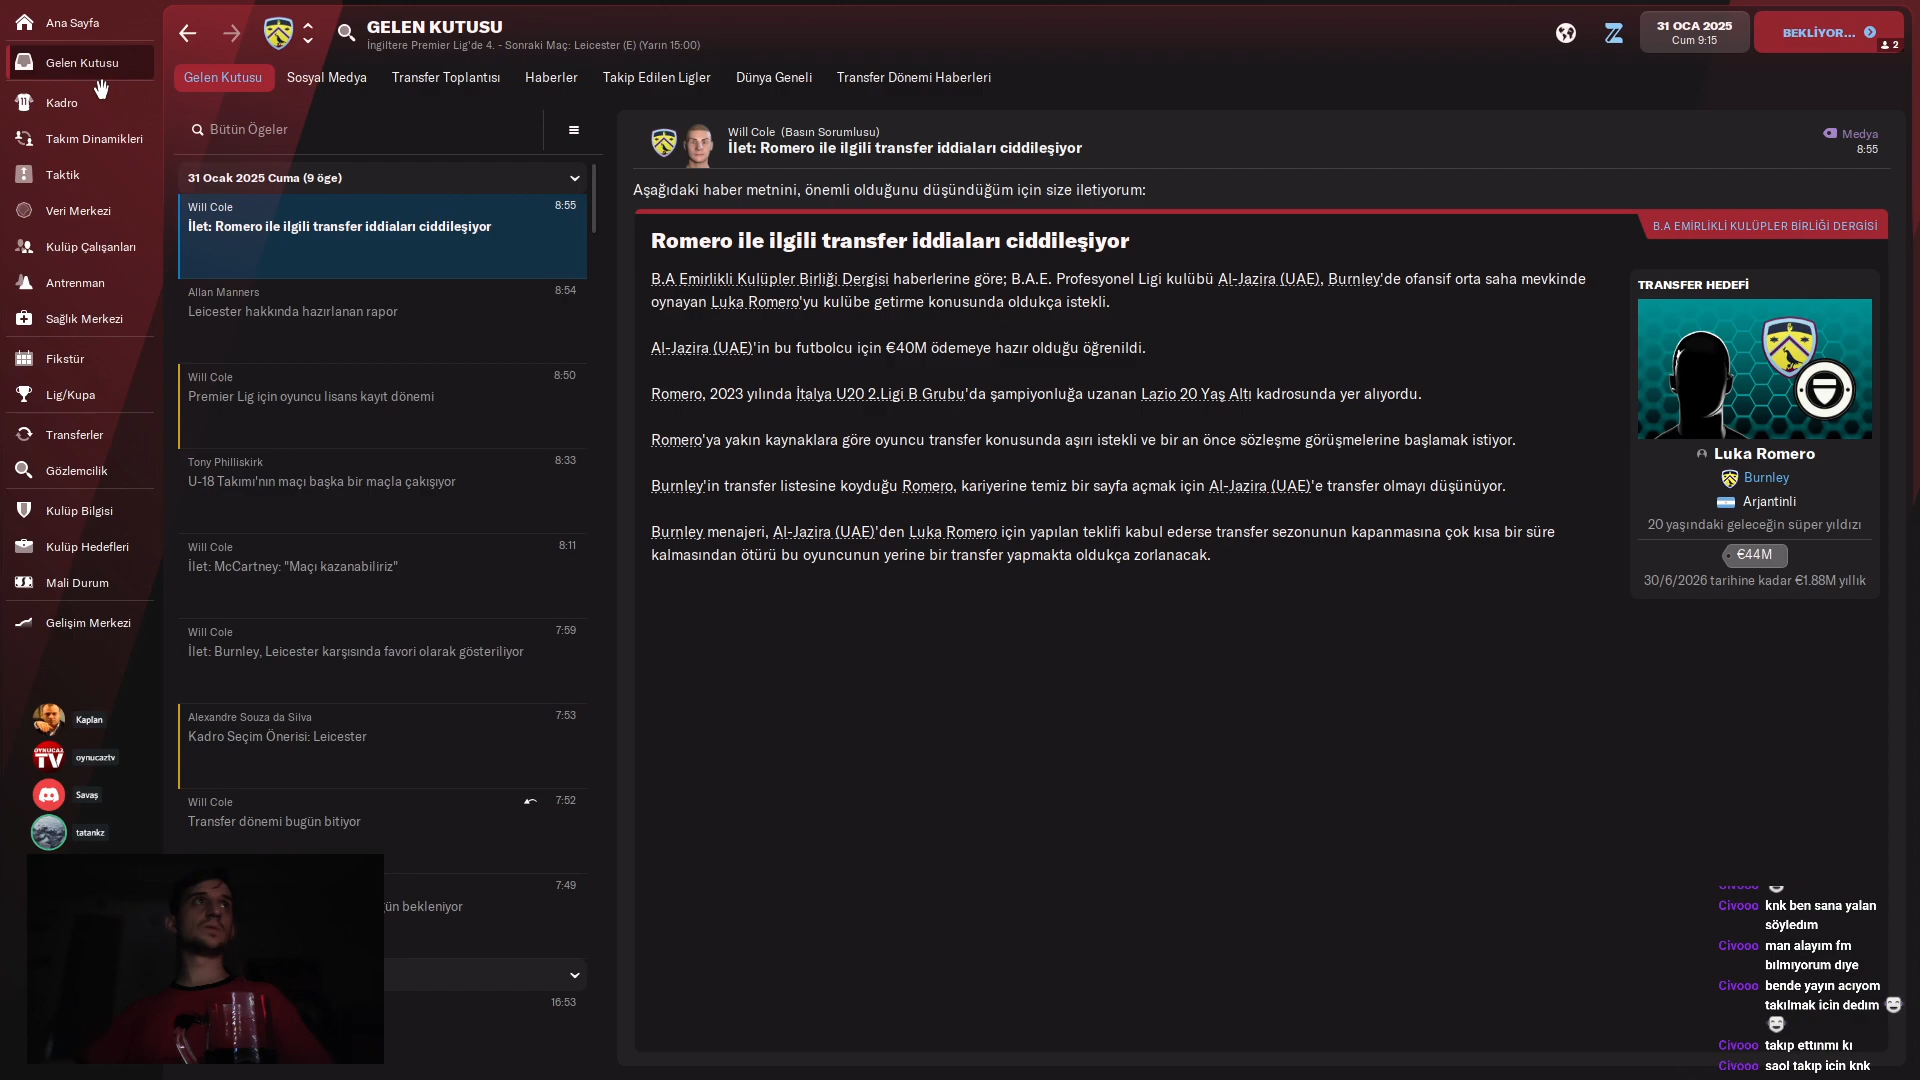 Ana Sayfa
Gelen Kutusu
Kadro
Takım Dinamikleri
Taktik
Veri Merkezi
Kulüp Çalışanları
Antrenman
Sağlık Merkezi
Fikstür
Lig/Kupa
Transferler
Gözlemcilik
Kulüp Bilgisi
Kulüp Hedefleri
Mali Durum
Gelişim Merkezi
Kaplan
OYNUCAZ TV oynucaztv
Savaş
tatankz
GELEN KUTUSU
İngiltere Premier Lig'de 4. - Sonraki Maç: Leicester (E) (Yarın 15:00)
31 OCA 2025
Cum 9:15
BEKLİYOR...
2
Gelen Kutusu Sosyal Medya Transfer Toplantısı Haberler Takip Edilen Ligler Dünya Geneli Transfer Dönemi Haberleri
Bütün Ögeler
31 Ocak 2025 Cuma (9 öge)
Will Cole 8:55
İlet: Romero ile ilgili transfer iddiaları ciddileşiyor
Allan Manners 8:54
Leicester hakkında hazırlanan rapor
Will Cole 8:50
Premier Lig için oyuncu lisans kayıt dönemi
Tony Philliskirk 8:33
U-18 Takımı'nın maçı başka bir maçla çakışıyor
Will Cole 8:11
İlet: McCartney: "Maçı kazanabiliriz"
Will Cole 7:59
İlet: Burnley, Leicester karşısında favori olarak gösteriliyor
Alexandre Souza da Silva 7:53
Kadro Seçim Önerisi: Leicester
Will Cole 7:52
Transfer dönemi bugün bitiyor
7:49
ün bekleniyor
16:53
Will Cole (Basın Sorumlusu)
İlet: Romero ile ilgili transfer iddiaları ciddileşiyor
Medya
8:55
Aşağıdaki haber metnini, önemli olduğunu düşündüğüm için size iletiyorum:
B.A EMİRLİKLİ KULÜPLER BİRLİĞİ DERGİSİ
Romero ile ilgili transfer iddiaları ciddileşiyor
B.A Emirlikli Kulüpler Birliği Dergisi haberlerine göre; B.A.E. Profesyonel Ligi kulübü Al-Jazira (UAE), Burnley'de ofansif orta saha mevkinde
oynayan Luka Romero'yu kulübe getirme konusunda oldukça istekli.
Al-Jazira (UAE)'in bu futbolcu için €40M ödemeye hazır olduğu öğrenildi.
Romero, 2023 yılında İtalya U20 2.Ligi B Grubu'da şampiyonluğa uzanan Lazio 20 Yaş Altı kadrosunda yer alıyordu.
Romero'ya yakın kaynaklara göre oyuncu transfer konusunda aşırı istekli ve bir an önce sözleşme görüşmelerine başlamak istiyor.
Burnley'in transfer listesine koyduğu Romero, kariyerine temiz bir sayfa açmak için Al-Jazira (UAE)'e transfer olmayı düşünüyor.
Burnley menajeri, Al-Jazira (UAE)'den Luka Romero için yapılan teklifi kabul ederse transfer sezonunun kapanmasına çok kısa bir süre
kalmasından ötürü bu oyuncunun yerine bir transfer yapmakta oldukça zorlanacak.
TRANSFER HEDEFİ
Luka Romero
Burnley
Arjantinli
20 yaşındaki geleceğin süper yıldızı
€44M
30/6/2026 tarihine kadar €1.88M yıllık
Civooo
Civooo knk ben sana yalan
söyledım
Civooo man alayım fm
bılmıyorum dıye
Civooo bende yayın acıyom
takılmak icin dedım
Civooo takıp ettınmı kı
Civooo saol takıp icin knk